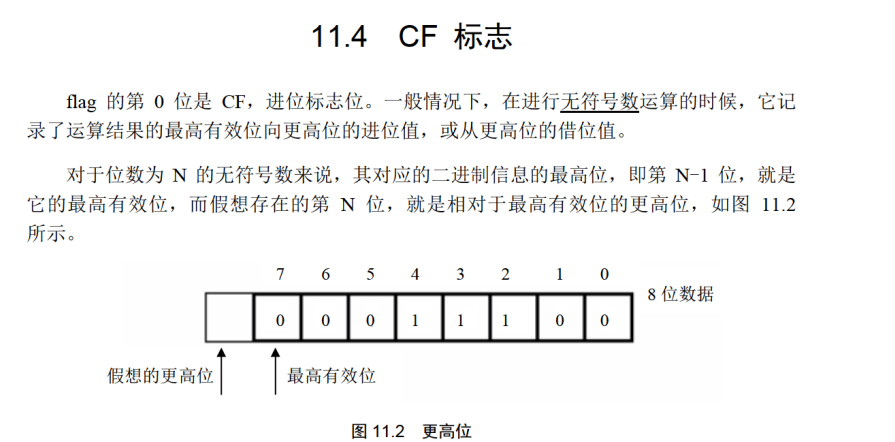 11.4 CF 标志
flag 的第 0 位是 CF，进位标志位。一般情况下，在进行无符号数运算的时候，它记
录了运算结果的最高有效位向更高位的进位值，或从更高位的借位值。
对于位数为 N 的无符号数来说，其对应的二进制信息的最高位，即第 N-1 位，就是
它的最高有效位，而假想存在的第 N 位，就是相对于最高有效位的更高位，如图 11.2
所示。
7 6 5 4 3 2 1 0
8 位数据
0 0 0 1 1 1 0 0
假想的更高位 最高有效位
图 11.2 更高位